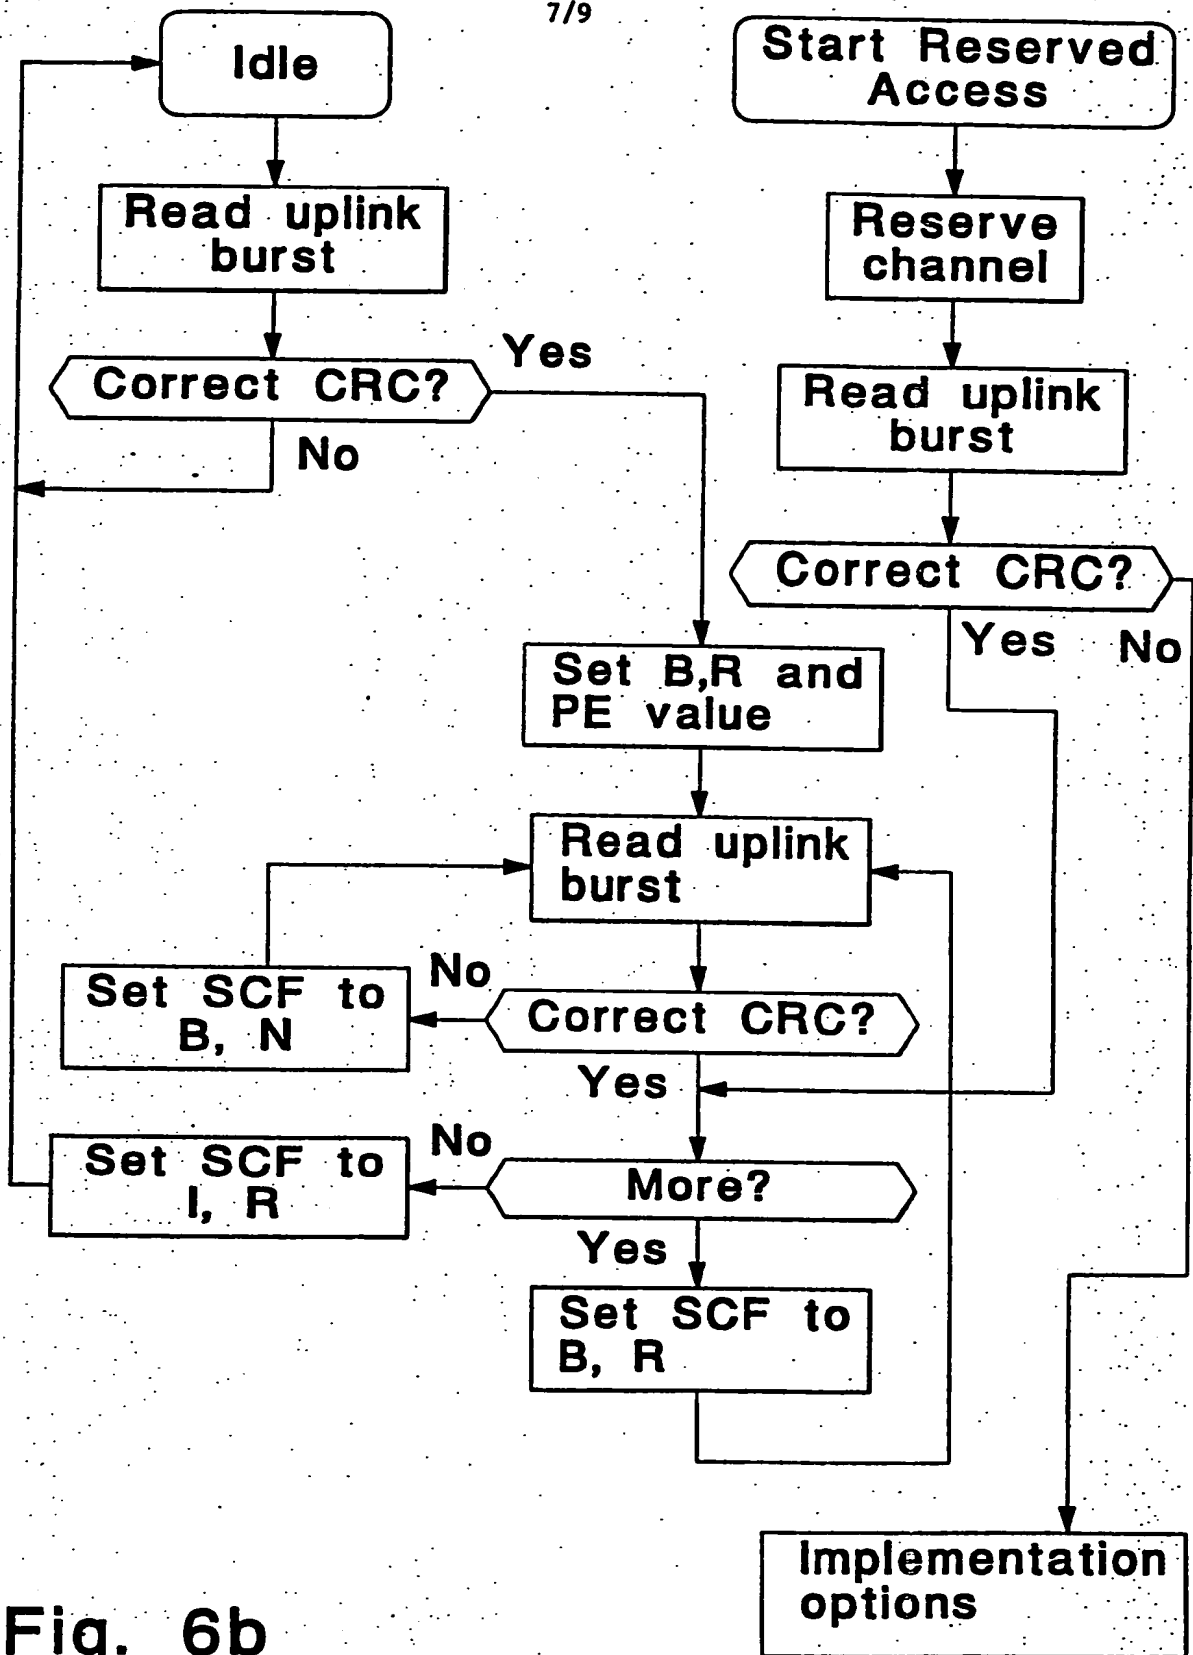 7/9
Idle
Start Reserved
Access
Read uplink
burst
Reserve
channel
Correct CRC?
Yes
No
Read uplink
burst
Correct CRC?
Yes
No
Set B,R and
PE value
Read uplink
burst
Set SCF to
B, N
No
Correct CRC?
Yes
Set SCF to
I, R
No
More?
Yes
Set SCF to
B, R
Implementation
options
Fig. 6b